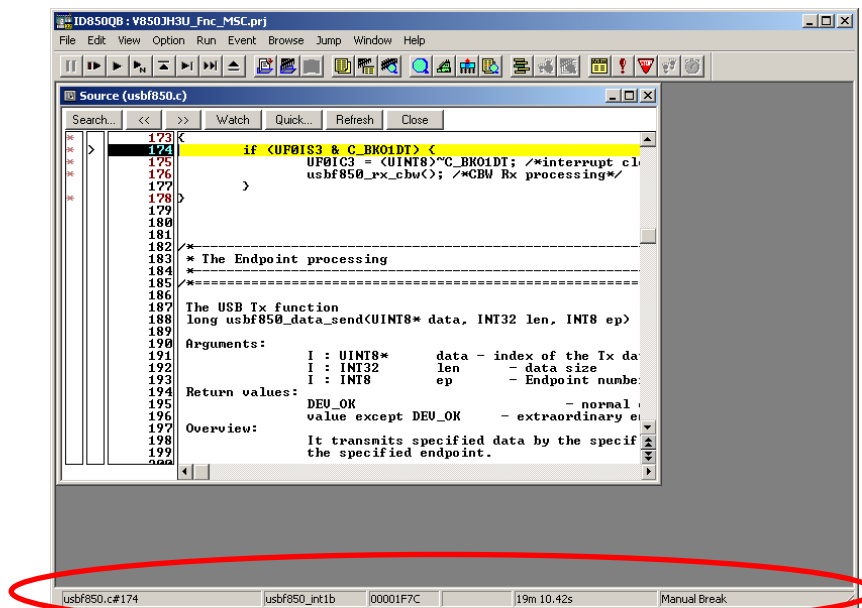 ID850QB : V850JH3U_Fnc_MSC.prj
File Edit View Option Run Event Browse Jump Window Help
Source (usbf850.c)
Search... << >> Watch Quick... Refresh Close
173 {
174 if (UF0IS3 & C_BKO1DT) {
175 UF0IC3 = (UINT8)~C_BKO1DT; /*interrupt cl
176 usbf850_rx_cbw(); /*CBW Rx processing*/
177 }
178 }
179
180
181
182 /*------------------------------------------------------
183 * The Endpoint processing
184 *------------------------------------------------------
185 /*======================================================
186
187 The USB Tx function
188 long usbf850_data_send(UINT8* data, INT32 len, INT8 ep)
189
190 Arguments:
191 I : UINT8* data - index of the Tx da
192 I : INT32 len - data size
193 I : INT8 ep - Endpoint numbe
194 Return values:
195 DEV_OK - normal
196 value except DEV_OK - extraordinary e
197 Overview:
198 It transmits specified data by the specif
199 the specified endpoint.
200
usbf850.c#174 usbf850_int1b 00001F7C 19m 10.42s Manual Break